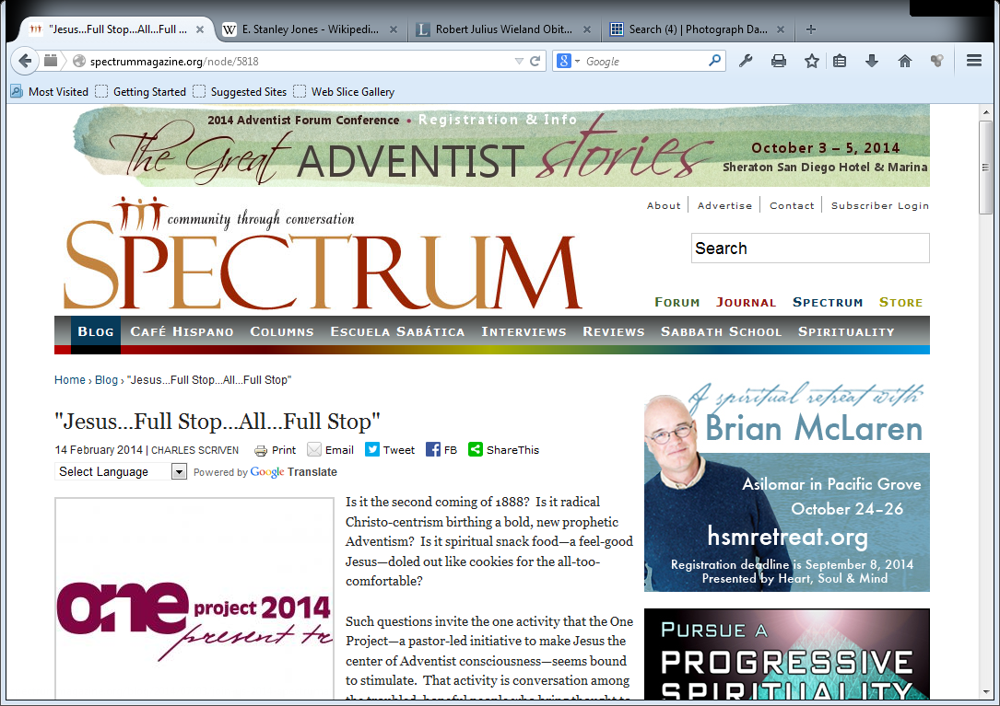 "Jesus...Full Stop...All...Full ...
E. Stanley Jones - Wikipedi...
Robert Julius Wieland Obit...
Search (4) | Photograph Da...
spectrummagazine.org/node/5818
Google
Most Visited
Getting Started
Suggested Sites
Web Slice Gallery
2014 Adventist Forum Conference • Registration & Info
The Great ADVENTIST stories
October 3 – 5, 2014
Sheraton San Diego Hotel & Marina
About
Advertise
Contact
Subscriber Login
community through conversation
SPECTRUM
Search
FORUM
JOURNAL
SPECTRUM
STORE
BLOG
CAFÉ HISPANO
COLUMNS
ESCUELA SABÁTICA
INTERVIEWS
REVIEWS
SABBATH SCHOOL
SPIRITUALITY
Home › Blog › "Jesus...Full Stop...All...Full Stop"
"Jesus...Full Stop...All...Full Stop"
14 February 2014 | CHARLES SCRIVEN
Print
Email
Tweet
FB
ShareThis
Select Language
Powered by Google Translate
one project 2014
present tr
Is it the second coming of 1888?  Is it radical
Christo-centrism birthing a bold, new prophetic
Adventism?  Is it spiritual snack food—a feel-good
Jesus—doled out like cookies for the all-too-
comfortable?
Such questions invite the one activity that the One
Project—a pastor-led initiative to make Jesus the
center of Adventist consciousness—seems bound
to stimulate.  That activity is conversation among
the troubled, hopeful people who bring thought to
A spiritual retreat with
Brian McLaren
Asilomar in Pacific Grove
October 24–26
hsmretreat.org
Registration deadline is September 8, 2014
Presented by Heart, Soul & Mind
PURSUE A
PROGRESSIVE
SPIRITUALITY